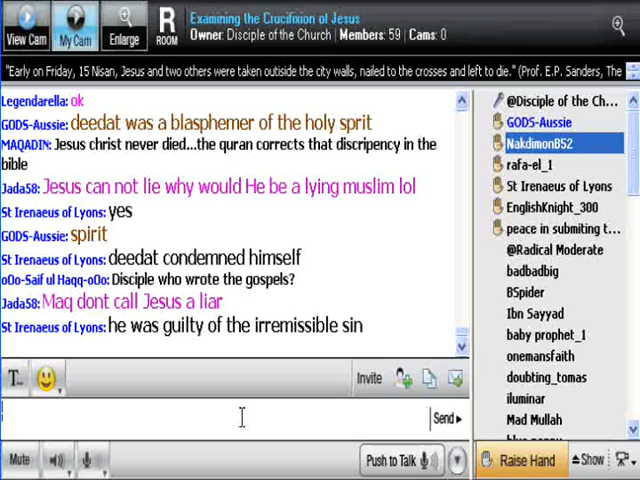 View Cam
My Cam
Enlarge
R
ROOM
Examining the Crucifixion of Jesus
Owner: Disciple of the Church | Members: 59 | Cams: 0
"Early on Friday, 15 Nisan, Jesus and two others were taken outside the city walls, nailed to the crosses and left to die." (Prof. E.P. Sanders, The
Legendarella: ok
GODS-Aussie: deedat was a blasphemer of the holy sprit
MAQADIN: Jesus christ never died...the quran corrects that discripency in the
bible
Jada58: Jesus can not lie why would He be a lying muslim lol
St Irenaeus of Lyons: yes
GODS-Aussie: spirit
St Irenaeus of Lyons: deedat condemned himself
oOo-Saif ul Haqq-oOo: Disciple who wrote the gospels?
Jada58: Maq dont call Jesus a liar
St Irenaeus of Lyons: he was guilty of the irremissible sin
@Disciple of the Ch...
GODS-Aussie
NakdimonB52
rafa-el_1
St Irenaeus of Lyons
EnglishKnight_300
peace in submiting t...
@Radical Moderate
badbadbig
BSpider
Ibn Sayyad
baby prophet_1
onemansfaith
doubting_tomas
iluminar
Mad Mullah
T...
Invite
Send
Mute
Push to Talk
Raise Hand
Show